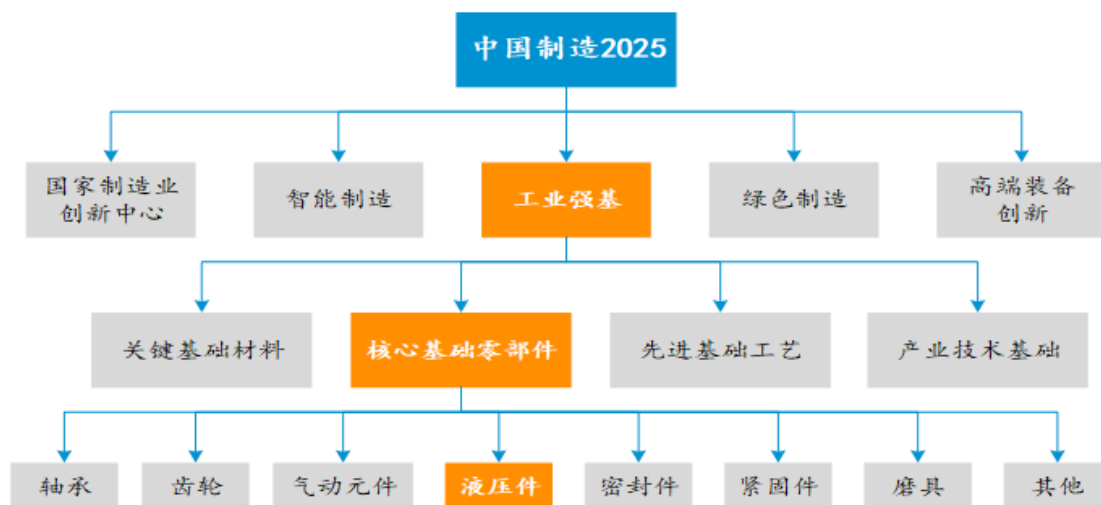 中国制造2025
国家制造业
创新中心
智能制造
工业强基
绿色制造
高端装备
创新
关键基础材料
核心基础零部件
先进基础工艺
产业技术基础
轴承
齿轮
气动元件
液压件
密封件
紧固件
磨具
其他